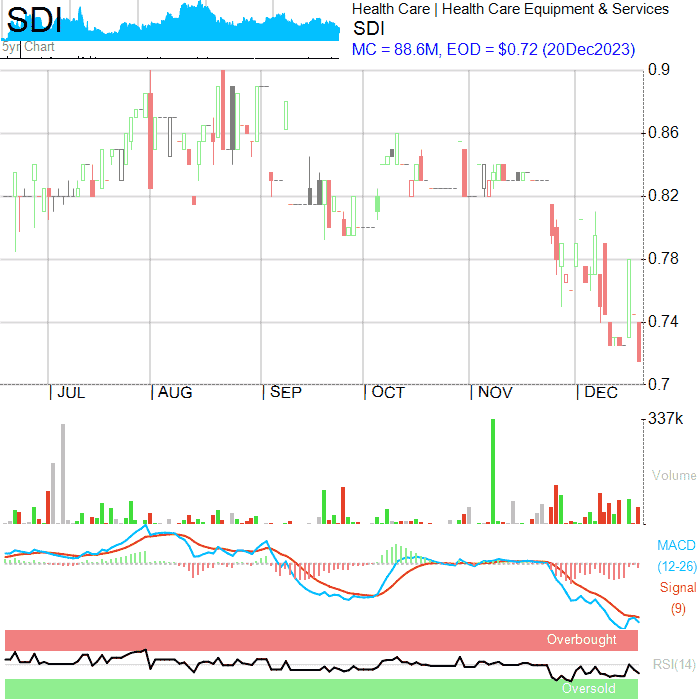 SDI
5yr Chart
Health Care | Health Care Equipment & Services
SDI
MC = 88.6M, EOD = $0.72 (20Dec2023)
0.9
0.86
0.82
0.78
0.74
0.7
| JUL | AUG | SEP | OCT | NOV | DEC
337k
Volume
MACD
(12-26)
Signal
(9)
Overbought
RSI(14)
Oversold